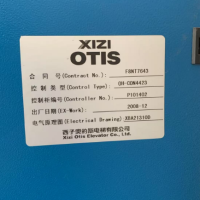 XIZI
OTIS
合 同 号(Contract No.): F8NT7643
控 制 类 型(Control Type): OH-CON4423
控制柜编号(Controller No.): P101402
出厂日期(EX-Work): 2008-12
电气原理图(Electrical Drawing): XBA21310D
西子奥的斯电梯有限公司
Xizi Otis Elevator Co., Ltd.